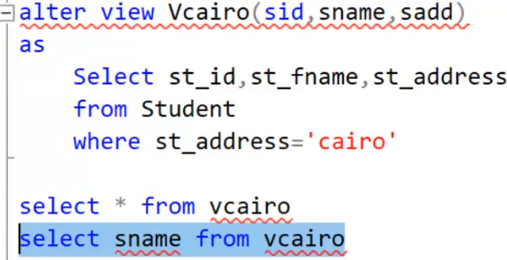 alter view Vcairo(sid,sname,sadd)
as
Select st_id,st_fname,st_address
from Student
where st_address='cairo'
select * from vcairo
select sname from vcairo